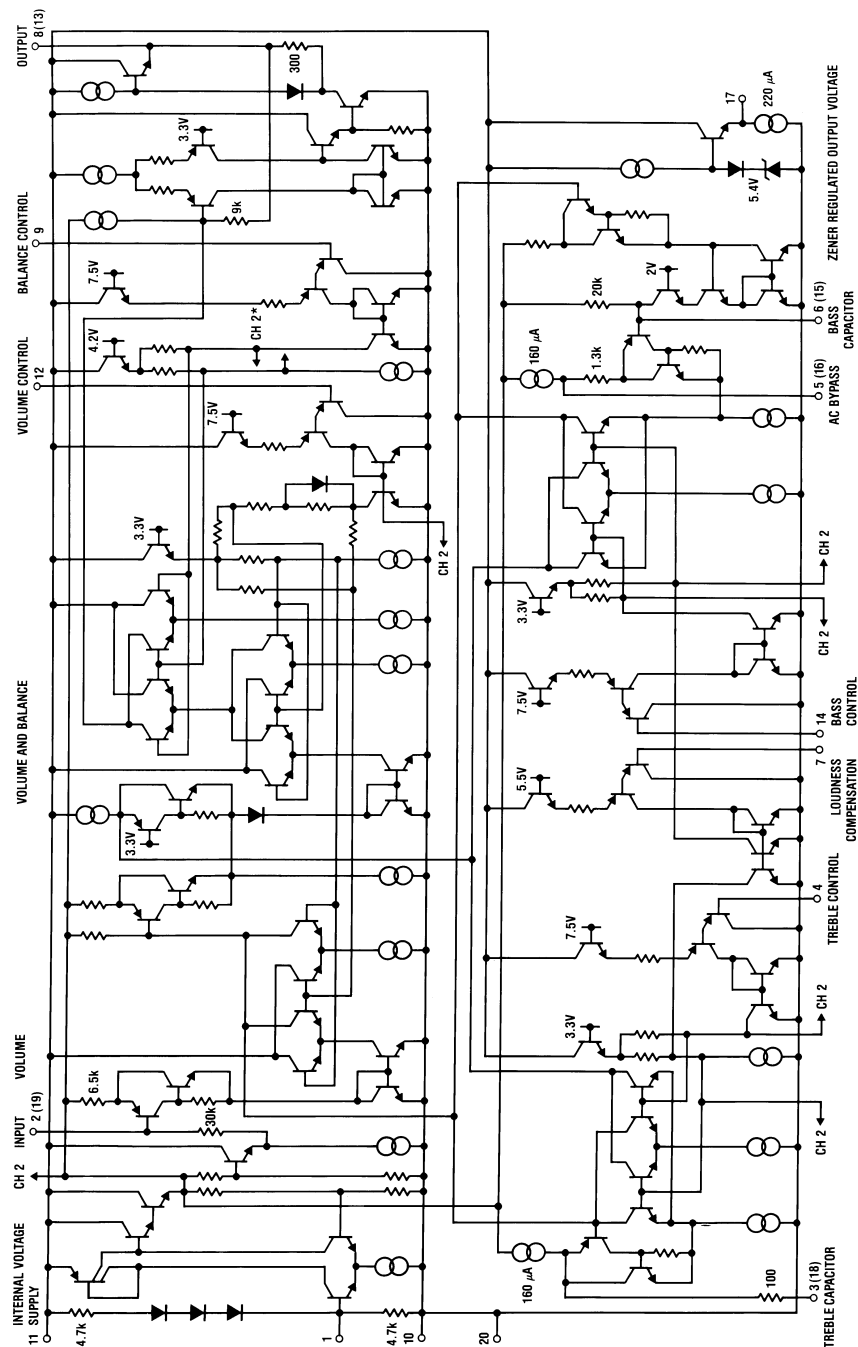 INTERNAL VOLTAGE
SUPPLY
11
4.7k
1
10
4.7k
CH 2
INPUT
2 (19)
30k
6.5k
VOLUME
3.3V
VOLUME AND BALANCE
3.3V
CH 2
7.5V
VOLUME CONTROL
12
4.2V
CH 2*
7.5V
BALANCE CONTROL
9
9k
3.3V
300
OUTPUT
8(13)
20
160 μA
100
3(18)
TREBLE CAPACITOR
CH 2
3.3V
CH 2
7.5V
4
TREBLE CONTROL
5.5V
LOUDNESS
COMPENSATION
7
7.5V
14
BASS
CONTROL
3.3V
CH 2
CH 2
160 μA
1.3k
5 (16)
AC BYPASS
20k
2V
6 (15)
BASS
CAPACITOR
5.4V
17
220 μA
ZENER REGULATED OUTPUT VOLTAGE